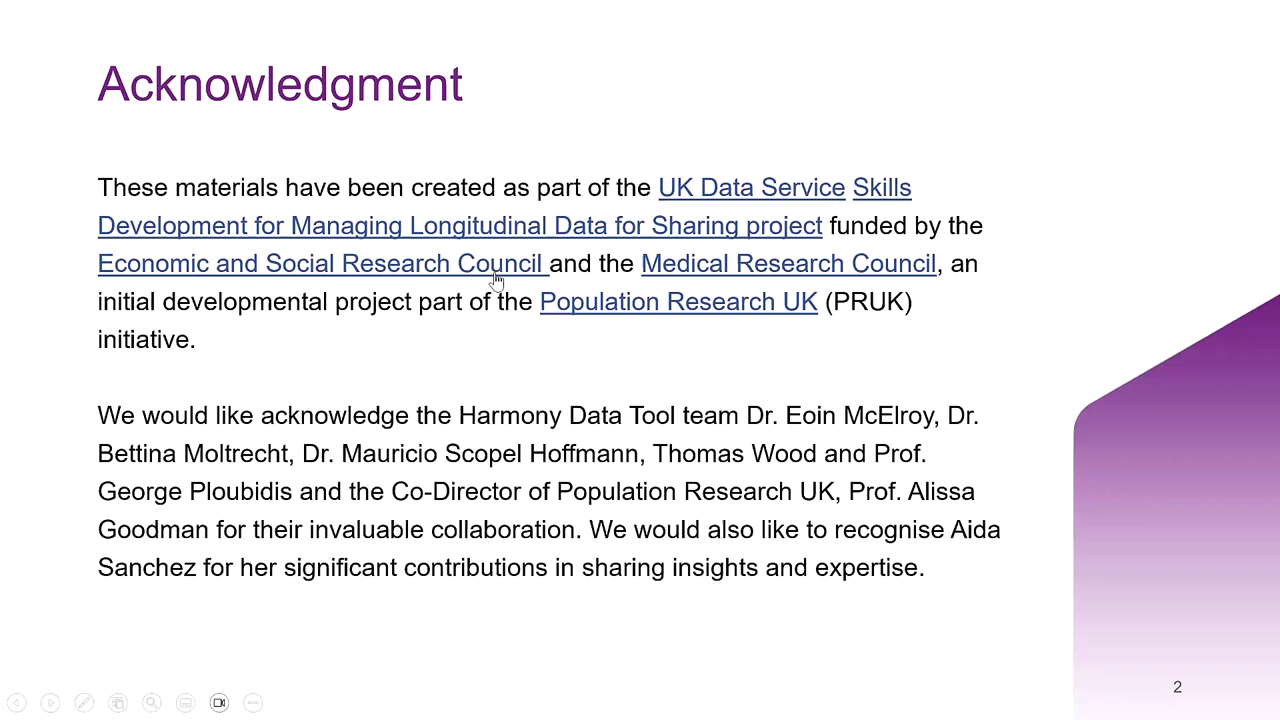 Acknowledgment
These materials have been created as part of the UK Data Service Skills
Development for Managing Longitudinal Data for Sharing project funded by the
Economic and Social Research Council and the Medical Research Council, an
initial developmental project part of the Population Research UK (PRUK)
initiative.
We would like acknowledge the Harmony Data Tool team Dr. Eoin McElroy, Dr.
Bettina Moltrecht, Dr. Mauricio Scopel Hoffmann, Thomas Wood and Prof.
George Ploubidis and the Co-Director of Population Research UK, Prof. Alissa
Goodman for their invaluable collaboration. We would also like to recognise Aida
Sanchez for her significant contributions in sharing insights and expertise.
2